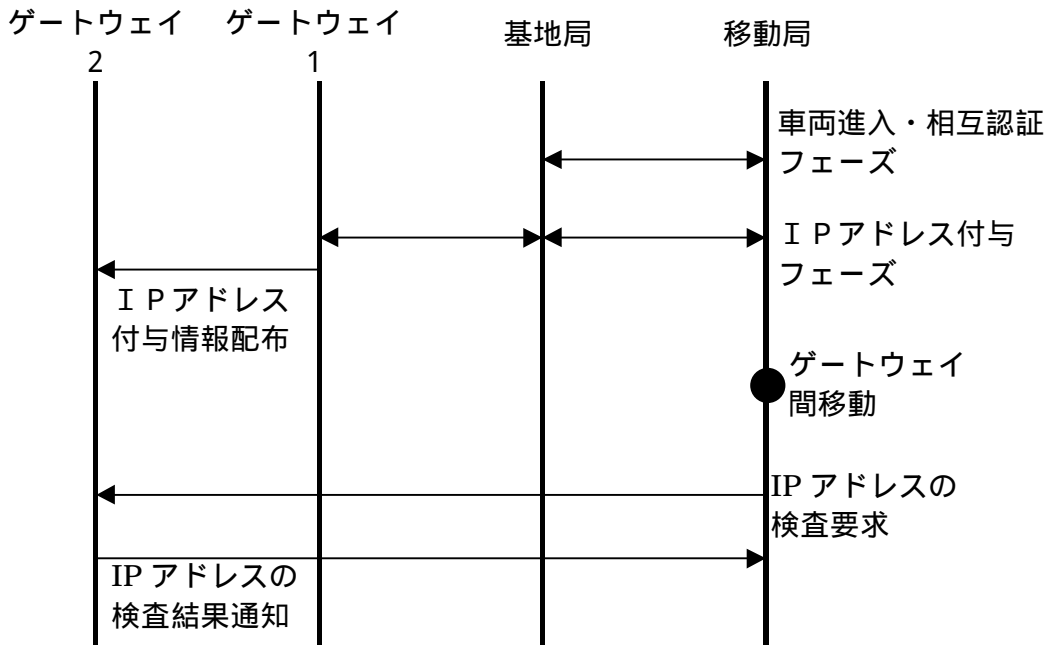 ゲートウェイ
2
ゲートウェイ
1
基地局
移動局
車両進入・相互認証
フェーズ
ＩＰアドレス付与
フェーズ
ＩＰアドレス
付与情報配布
ゲートウェイ
間移動
IP アドレスの
検査要求
IP アドレスの
検査結果通知